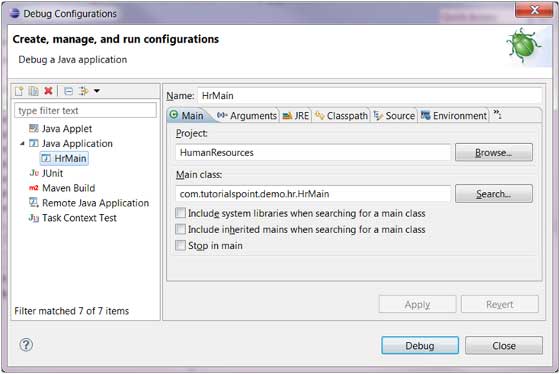 Debug Configurations
Create, manage, and run configurations
Debug a Java application
type filter text
Java Applet
Java Application
HrMain
JUnit
m2 Maven Build
Remote Java Application
Task Context Test
Filter matched 7 of 7 items
Name: HrMain
Main (x)= Arguments JRE Classpath Source Environment »1
Project:
HumanResources Browse...
Main class:
com.tutorialspoint.demo.hr.HrMain Search...
Include system libraries when searching for a main class
Include inherited mains when searching for a main class
Stop in main
Apply Revert
Debug Close